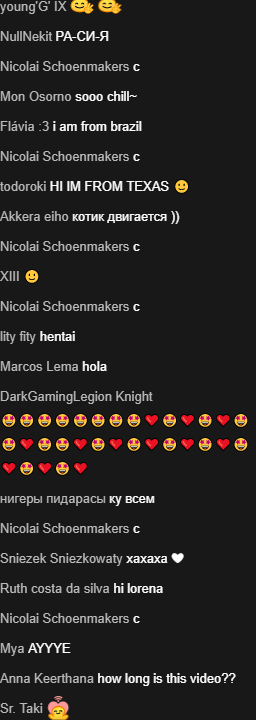 young'G' IX 🥰 🥰
NullNekit РА-СИ-Я
Nicolai Schoenmakers c
Mon Osorno sooo chill~
Flávia :3 i am from brazil
Nicolai Schoenmakers c
todoroki HI IM FROM TEXAS 🙂
Akkera eiho котик двигается ))
Nicolai Schoenmakers c
XIII 🙂
Nicolai Schoenmakers c
lity fity hentai
Marcos Lema hola
DarkGamingLegion Knight
🤩🤩🤩🤩🤩🤩🤩🤩❤🤩❤🤩❤🤩
🤩❤🤩🤩❤🤩❤🤩❤🤩❤🤩❤🤩
❤🤩❤🤩❤
нигеры пидарасы ку всем
Nicolai Schoenmakers c
Sniezek Sniezkowaty xaxaxa 🤍
Ruth costa da silva hi lorena
Nicolai Schoenmakers c
Mya AYYYE
Anna Keerthana how long is this video??
Sr. Taki